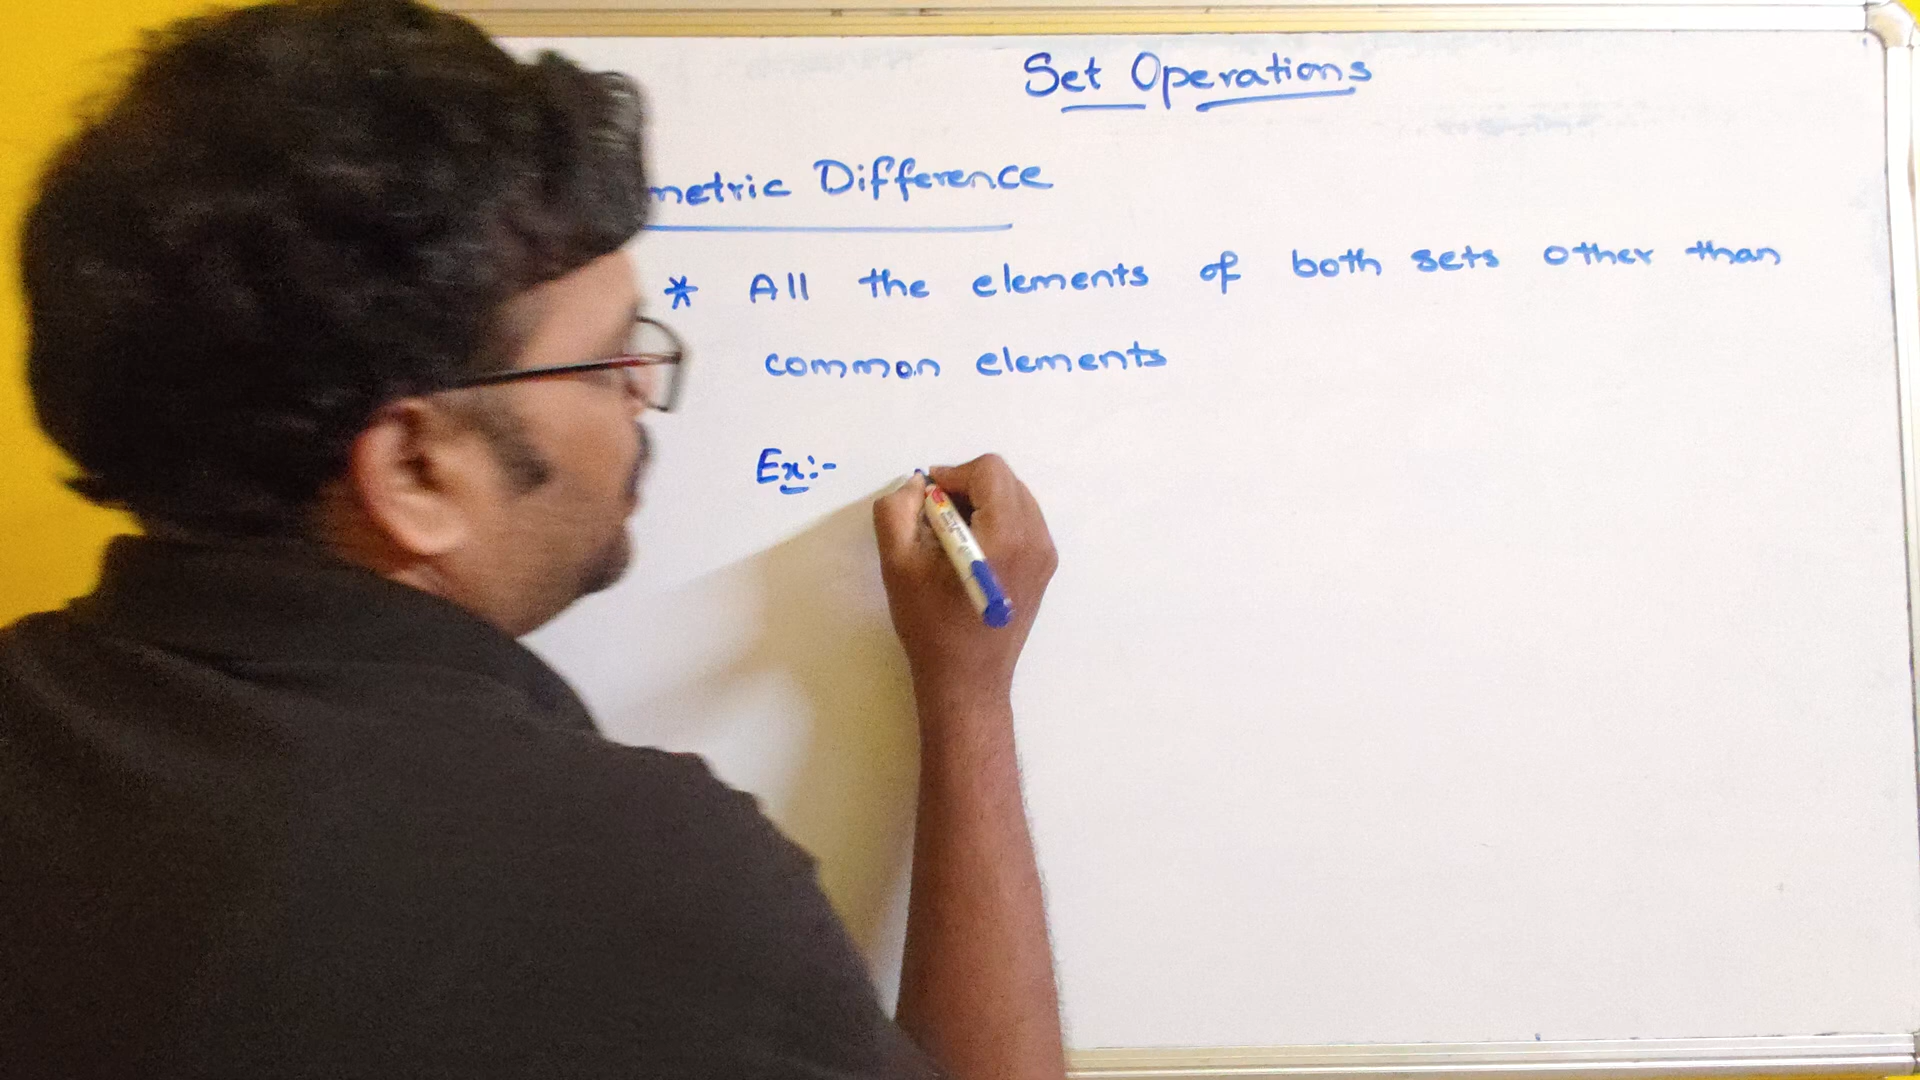 Set Operations
metric Difference
* All the elements of both sets other than
common elements
Ex:-